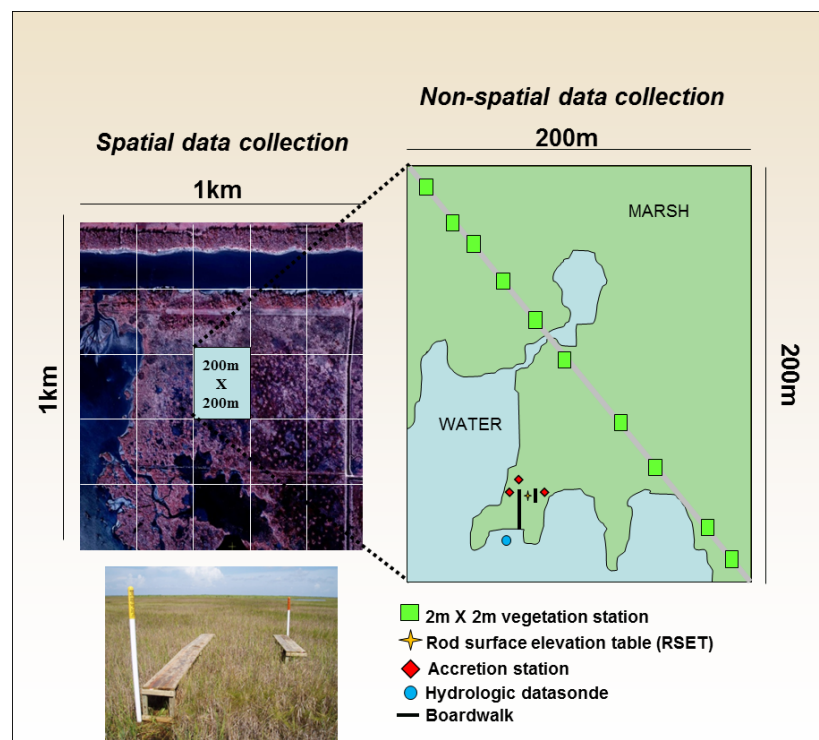 Non-spatial data collection
Spatial data collection
200m
1km
MARSH
1km
200m
X
200m
200m
WATER
2m X 2m vegetation station
Rod surface elevation table (RSET)
Accretion station
Hydrologic datasonde
Boardwalk